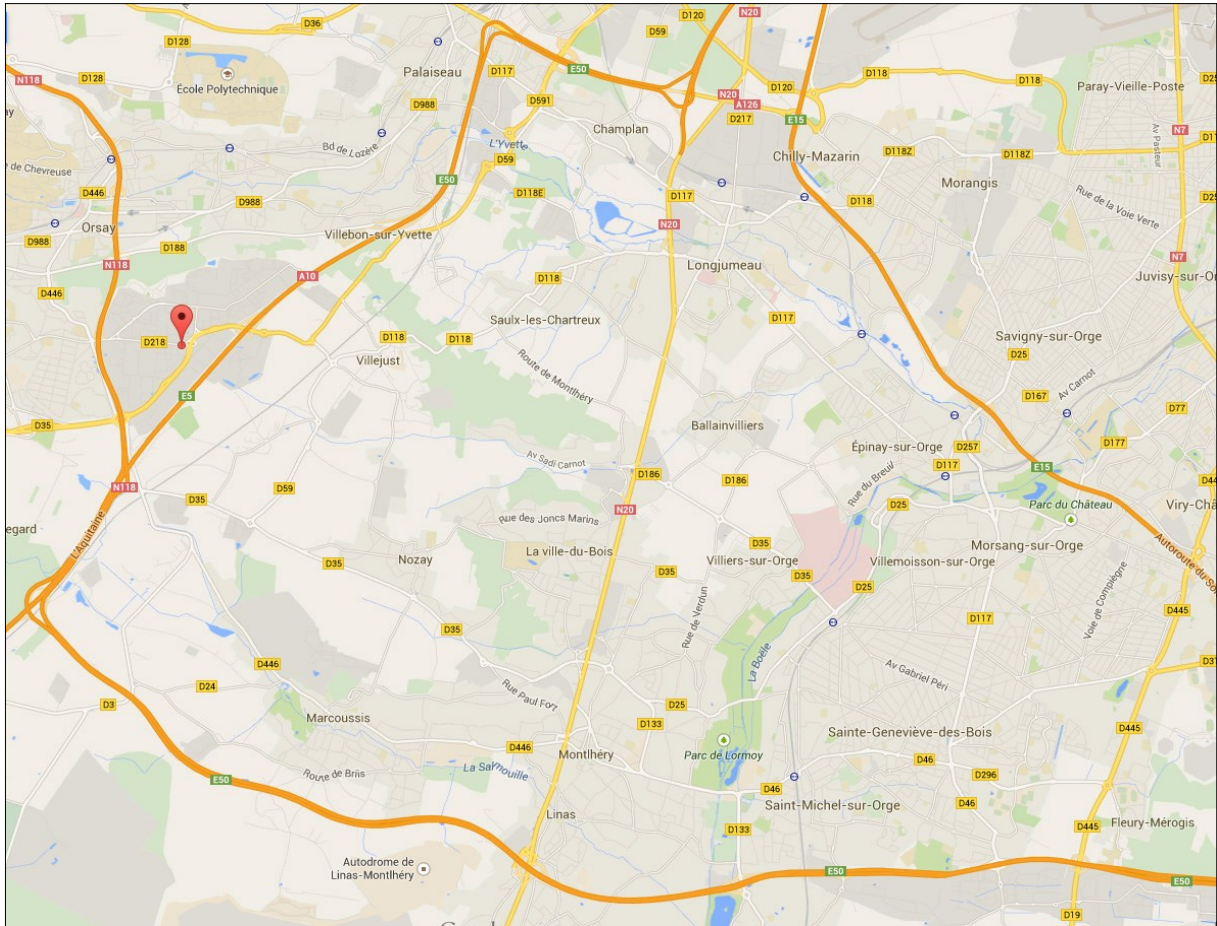 D36
D59
D120
N20
D128
D128
N118
École Polytechnique
Palaiseau
D117
E50
D118
D118
Paray-Vieille-Poste
D120
N20
A126
D217
D988
D591
Champlan
E15
Bd de Lozère
L'Yvette
D59
Chilly-Mazarin
D118Z
D118Z
N7
Av Pasteur
de Chevreuse
D446
E50
D118E
D117
Morangis
D118
Rue de la Voie Verte
Orsay
D988
D988
D188
Villebon-sur-Yvette
N20
N118
A10
Longjumeau
N7
D446
D118
Juvisy-sur-Or
D218
Saulx-les-Chartreux
D117
D118
D118
Savigny-sur-Orge
D25
Villejust
Route de Montlhéry
E5
D167
Av Carnot
D77
D35
Ballainvilliers
Épinay-sur-Orge
D257
D177
Av Sadi Carnot
D186
D186
D117
E15
N118
D35
D59
Rue du Breuil
D25
Parc du Château
Viry-Châ
egard
L'Aquitaine
N20
Rue des Joncs Marins
La ville-du-Bois
Nozay
D35
D35
Villiers-sur-Orge
D35
D35
Villemoisson-sur-Orge
D25
Morsang-sur-Orge
Autoroute du So
Voie de Compiègne
D445
D35
Rue de Verdun
D117
La Boële
D446
Av Gabriel Péri
D24
Rue Paul Fort
D3
D25
Marcoussis
D133
D446
Montlhéry
Parc de Lormoy
Sainte-Geneviève-des-Bois
D445
E50
Route de Briis
La Salmouille
D46
D46
D296
D46
Linas
Saint-Michel-sur-Orge
D133
D445
Fleury-Mérogis
Autodrome de
Linas-Montlhéry
E50
E50
D19